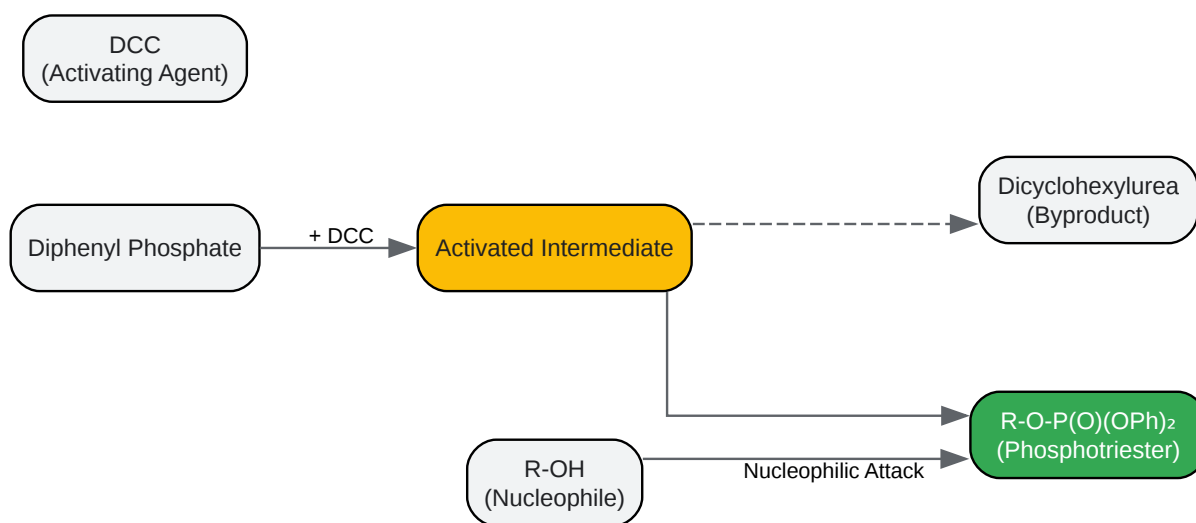 DCC
(Activating Agent)
Dicyclohexylurea
(Byproduct)
Diphenyl Phosphate
+ DCC
Activated Intermediate
R-O-P(O)(OPh)₂
(Phosphotriester)
R-OH
(Nucleophile)
Nucleophilic Attack